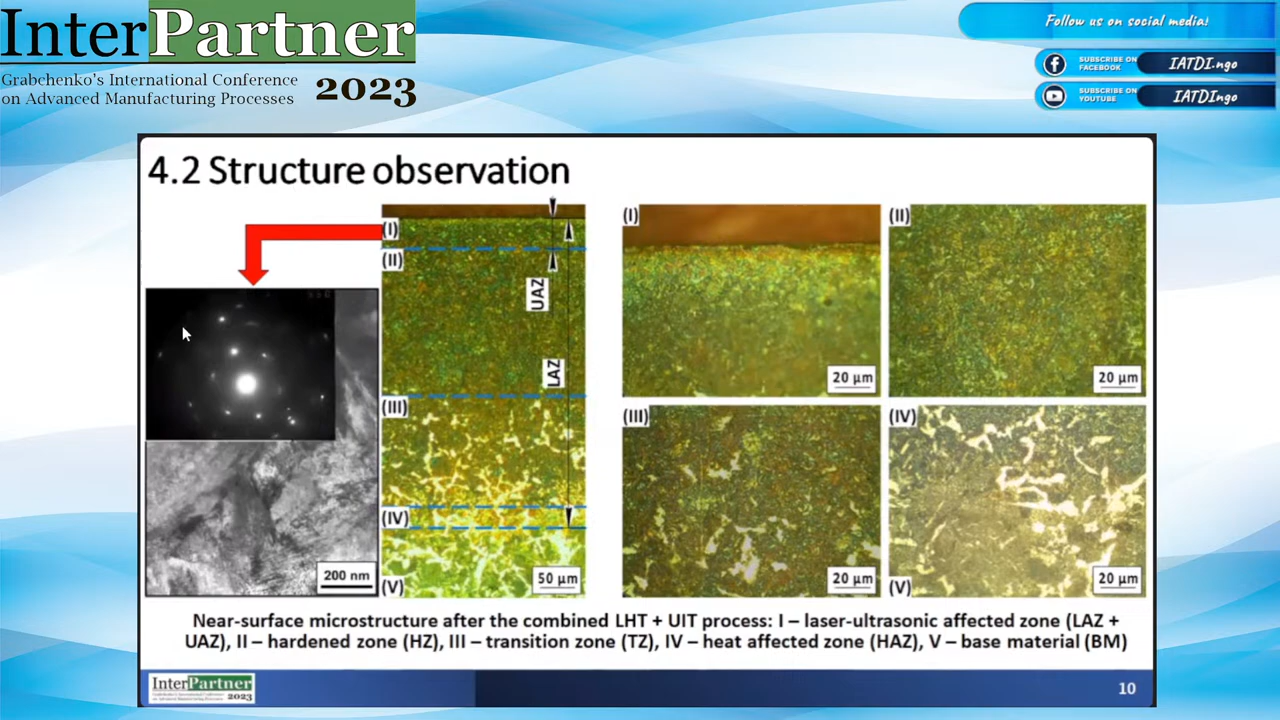 InterPartner
Grabchenko's International Conference
on Advanced Manufacturing Processes
2023
Follow us on social media!
SUBSCRIBE ON
FACEBOOK
IATDI.ngo
SUBSCRIBE ON
YOUTUBE
IATDIngo
4.2 Structure observation
(I)
(II)
UAZ
LAZ
(III)
(IV)
(V)
50 µm
200 nm
(I)
20 µm
(II)
20 µm
(III)
20 µm
(IV)
(V)
20 µm
Near-surface microstructure after the combined LHT + UIT process: I – laser-ultrasonic affected zone (LAZ +
UAZ), II – hardened zone (HZ), III – transition zone (TZ), IV – heat affected zone (HAZ), V – base material (BM)
InterPartner
2023
10